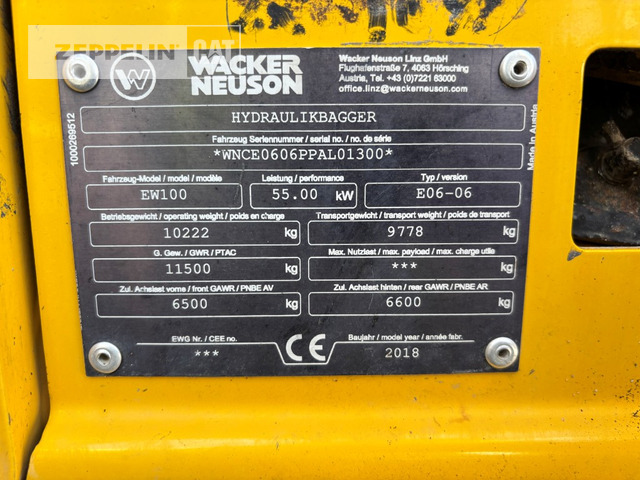 ZEPPELIN CAT
WACKER
NEUSON
Wacker Neuson Linz GmbH
Flughafenstraße 7, 4063 Hörsching
Austria, Tel. +43 (0)7221 63000
office.linz@wackerneuson.com
HYDRAULIKBAGGER
Fahrzeug Seriennummer / serial no. / no. de série
*WNCE0606PPAL01300*
Fahrzeug-Model / model / modèle
Leistung / performance
Typ / version
EW100
55.00 kW
E06-06
Betriebsgewicht / operating weight / poids en charge
Transportgewicht / transport weight / poids de transport
10222 kg
9778 kg
G. Gew. / GWR / PTAC
Max. Nutzlast / max. payload / max. charge utile
11500 kg
*** kg
Zul. Achslast vorne / front GAWR / PNBE AV
Zul. Achslast hinten / rear GAWR / PNBE AR
6500 kg
6600 kg
EWG Nr. / CEE no.
Baujahr / model year / année fabr.
***
CE
2018
1000269512
Made in Austria